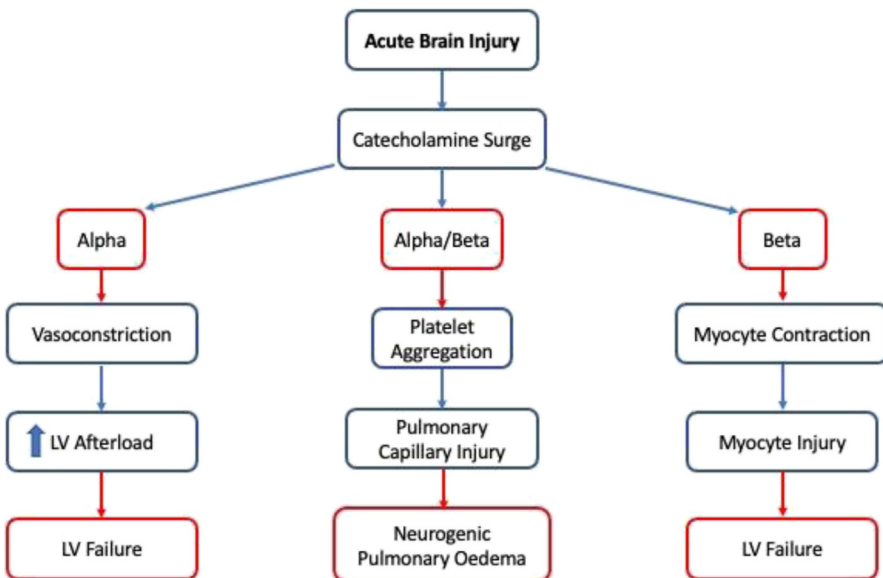 Acute Brain Injury
Catecholamine Surge
Alpha
Alpha/Beta
Beta
Vasoconstriction
Platelet
Aggregation
Myocyte Contraction
LV Afterload
Pulmonary
Capillary Injury
Myocyte Injury
LV Failure
Neurogenic
Pulmonary Oedema
LV Failure